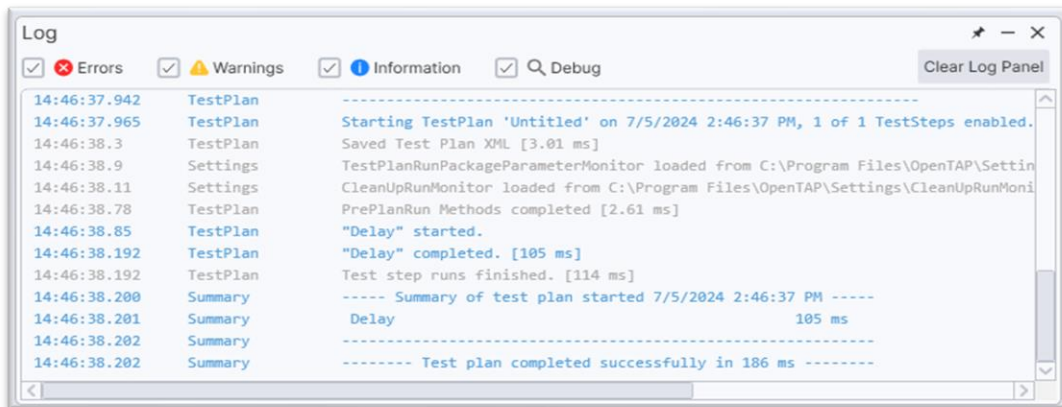 Log
Errors Warnings Information Debug Clear Log Panel
14:46:37.942 TestPlan ----------------------------------------------------------------
14:46:37.965 TestPlan Starting TestPlan 'Untitled' on 7/5/2024 2:46:37 PM, 1 of 1 TestSteps enabled.
14:46:38.3 TestPlan Saved Test Plan XML [3.01 ms]
14:46:38.9 Settings TestPlanRunPackageParameterMonitor loaded from C:\Program Files\OpenTAP\Settin
14:46:38.11 Settings CleanUpRunMonitor loaded from C:\Program Files\OpenTAP\Settings\CleanUpRunMoni
14:46:38.78 TestPlan PrePlanRun Methods completed [2.61 ms]
14:46:38.85 TestPlan "Delay" started.
14:46:38.192 TestPlan "Delay" completed. [105 ms]
14:46:38.192 TestPlan Test step runs finished. [114 ms]
14:46:38.200 Summary ----- Summary of test plan started 7/5/2024 2:46:37 PM -----
14:46:38.201 Summary Delay 105 ms
14:46:38.202 Summary ------------------------------------------------------------
14:46:38.202 Summary -------- Test plan completed successfully in 186 ms --------